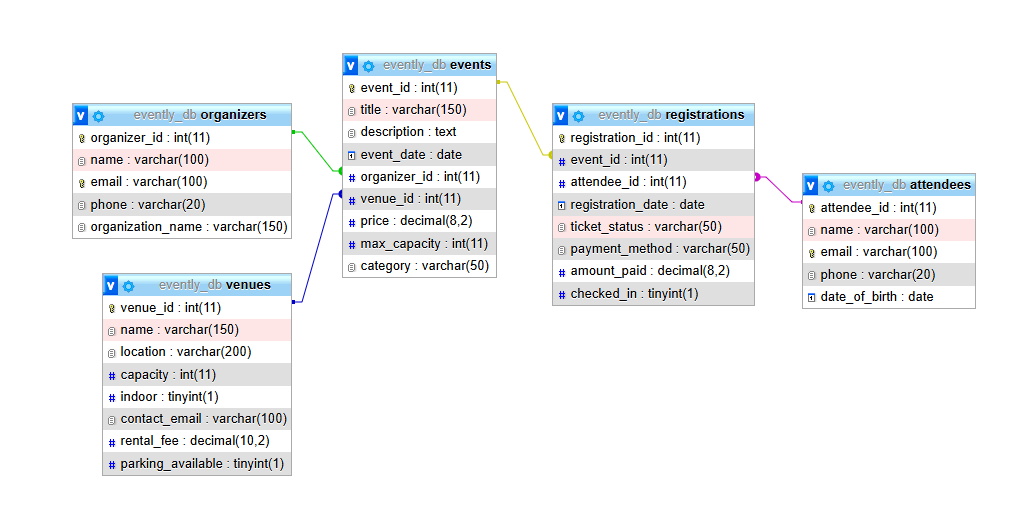 evently_db organizers
organizer_id : int(11)
name : varchar(100)
email : varchar(100)
phone : varchar(20)
organization_name : varchar(150)
evently_db venues
venue_id : int(11)
name : varchar(150)
location : varchar(200)
capacity : int(11)
indoor : tinyint(1)
contact_email : varchar(100)
rental_fee : decimal(10,2)
parking_available : tinyint(1)
evently_db events
event_id : int(11)
title : varchar(150)
description : text
event_date : date
organizer_id : int(11)
venue_id : int(11)
price : decimal(8,2)
max_capacity : int(11)
category : varchar(50)
evently_db registrations
registration_id : int(11)
event_id : int(11)
attendee_id : int(11)
registration_date : date
ticket_status : varchar(50)
payment_method : varchar(50)
amount_paid : decimal(8,2)
checked_in : tinyint(1)
evently_db attendees
attendee_id : int(11)
name : varchar(100)
email : varchar(100)
phone : varchar(20)
date_of_birth : date